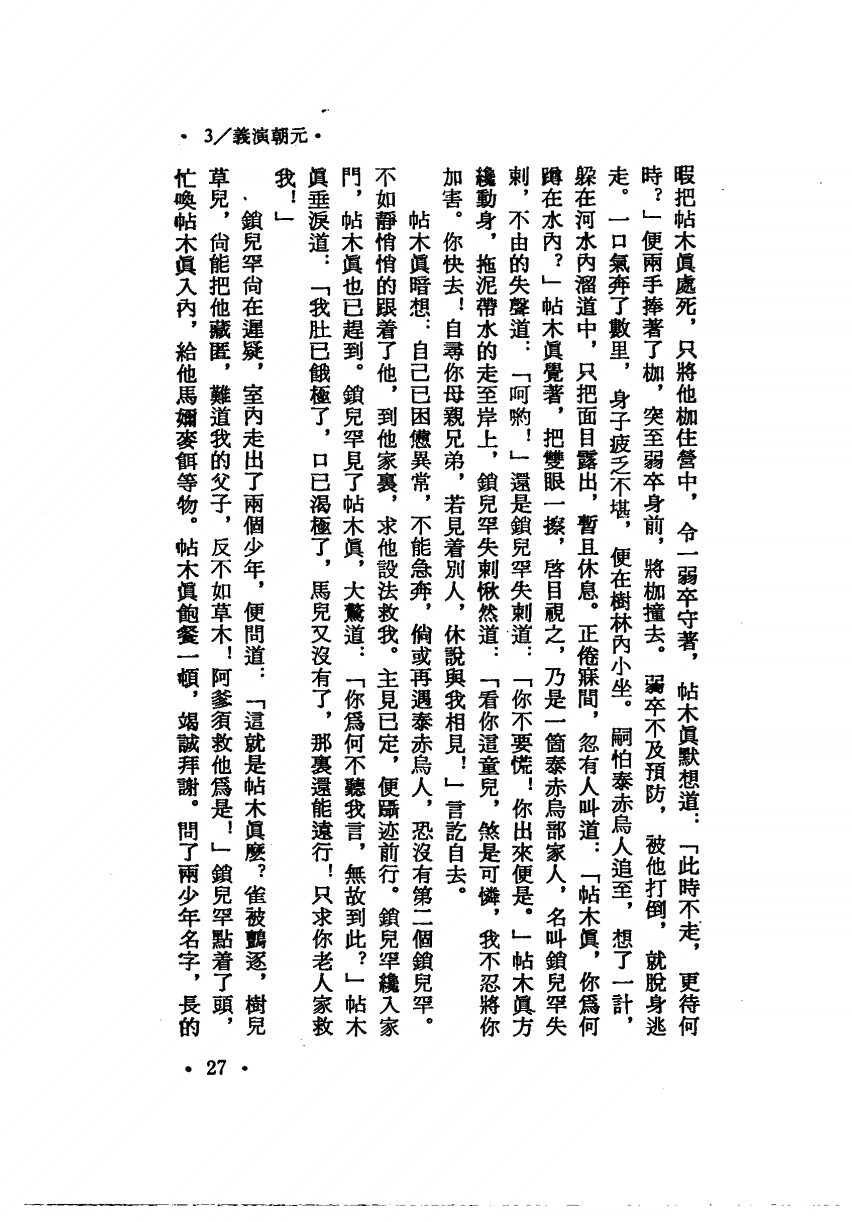 •3/義演朝元•
暇把帖木眞處死，只將他枷住營中，令一弱卒守著，帖木眞默想道：「此時不走，更待何
時？」便兩手捧著了枷，突至弱卒身前，將枷撞去。弱卒不及預防，被他打倒，就脫身逃
走。一口氣奔了數里，身子疲乏不堪，便在樹林內小坐。嗣怕泰赤烏人追至，想了一計，
躲在河水內溜道中，只把面目露出，暫且休息。正倦寐間，忽有人叫道：「帖木眞，你爲何
蹲在水內？」帖木眞覺著，把雙眼一擦，啓目視之，乃是一箇泰赤烏部家人，名叫鎖兒罕失
剌，不由的失聲道：「呵喲！」還是鎖兒罕失剌道：「你不要慌！你出來便是。」帖木眞方
纔動身，拖泥帶水的走至岸上，鎖兒罕失剌愀然道：「看你這童兒，煞是可憐，我不忍將你
加害。你快去！自尋你母親兄弟，若見着別人，休說與我相見！」言訖自去。
帖木眞暗想：自己已困憊異常，不能急奔，倘或再遇泰赤烏人，恐沒有第二個鎖兒罕。
不如靜悄悄的跟着了他，到他家裏，求他設法救我。主見已定，便躡迹前行。鎖兒罕纔入家
門，帖木眞也已趕到。鎖兒罕見了帖木眞，大驚道：「你爲何不聽我言，無故到此？」帖木
眞垂淚道：「我肚已餓極了，口已渴極了，馬兒又沒有了，那裏還能遠行！只求你老人家救
我！」
鎖兒罕尙在遲疑，室內走出了兩個少年，便問道：「這就是帖木眞麽？雀被鸇逐，樹兒
草兒，尙能把他藏匿，難道我的父子，反不如草木！阿爹須救他爲是！」鎖兒罕點着了頭，
忙喚帖木眞入內，給他馬嬭麥餌等物。帖木眞飽餐一頓，竭誠拜謝。問了兩少年名字，長的
•27•